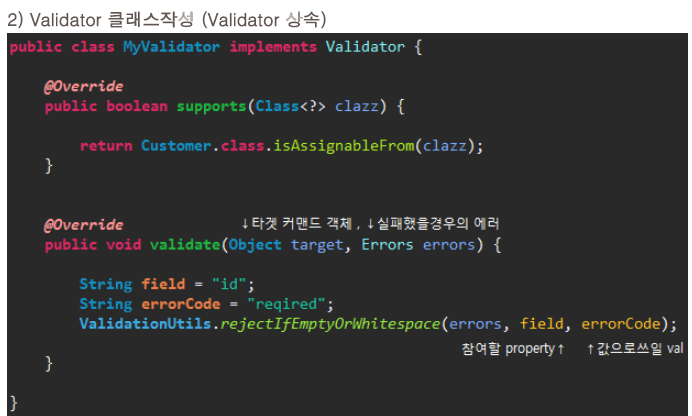 2) Validator 클래스작성 (Validator 상속)
public class MyValidator implements Validator {
@Override
public boolean supports(Class<?> clazz) {
return Customer.class.isAssignableFrom(clazz);
}
@Override ↓타겟 커맨드 객체 , ↓실패했을경우의 에러
public void validate(Object target, Errors errors) {
String field = "id";
String errorCode = "reqired";
ValidationUtils.rejectIfEmptyOrWhitespace(errors, field, errorCode);
참여할 property↑ ↑값으로쓰일 val
}
}